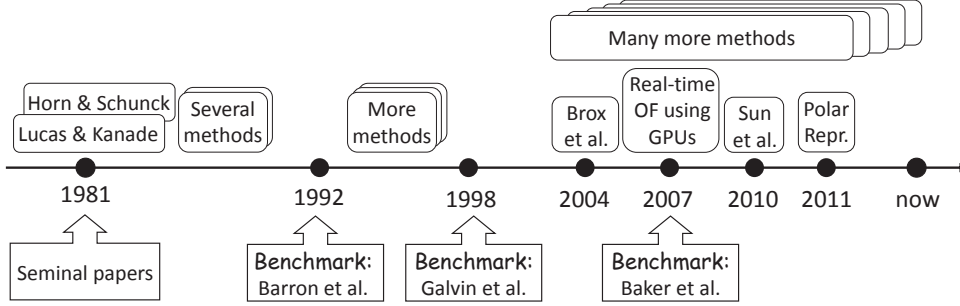 Many more methods
Horn & Schunck
Lucas & Kanade
Several
methods
More
methods
Brox
et al.
Real-time
OF using
GPUs
Sun
et al.
Polar
Repr.
1981
1992
1998
2004
2007
2010
2011
now
Seminal papers
Benchmark:
Barron et al.
Benchmark:
Galvin et al.
Benchmark:
Baker et al.